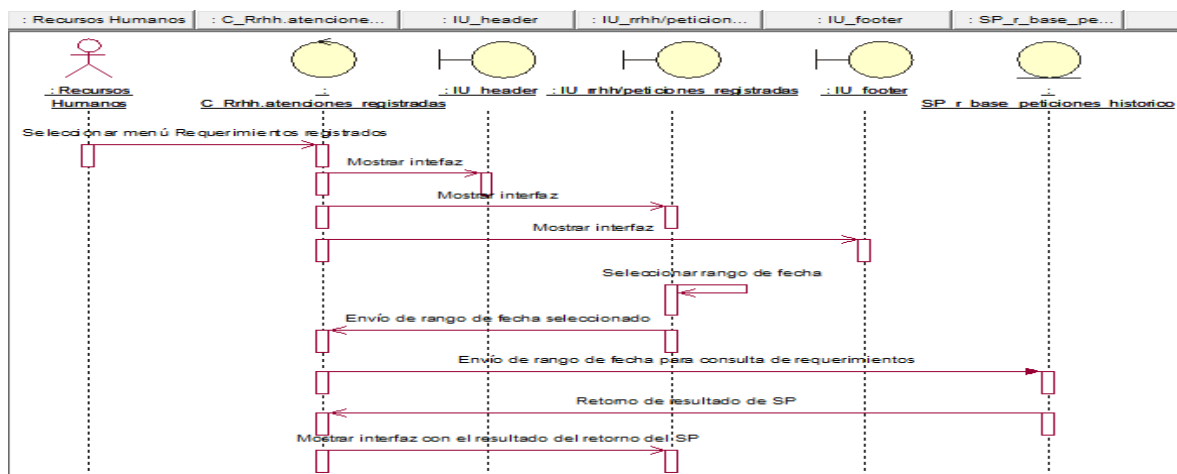 : Recursos Humanos
: C_Rrhh.atencione...
: IU_header
: IU_rrhh/peticion...
: IU_footer
: SP_r_base_pe...
: Recursos
Humanos
:
C_Rrhh.atenciones_registradas
: IU_header
: IU_rrhh/peticiones_registradas
: IU_footer
:
SP_r_base_peticiones_historico
Seleccionar menú Requerimientos registrados
Mostrar intefaz
Mostrar interfaz
Mostrar interfaz
Seleccionar rango de fecha
Envío de rango de fecha seleccionado
Envío de rango de fecha para consulta de requerimientos
Retorno de resultado de SP
Mostrar interfaz con el resultado del retorno del SP